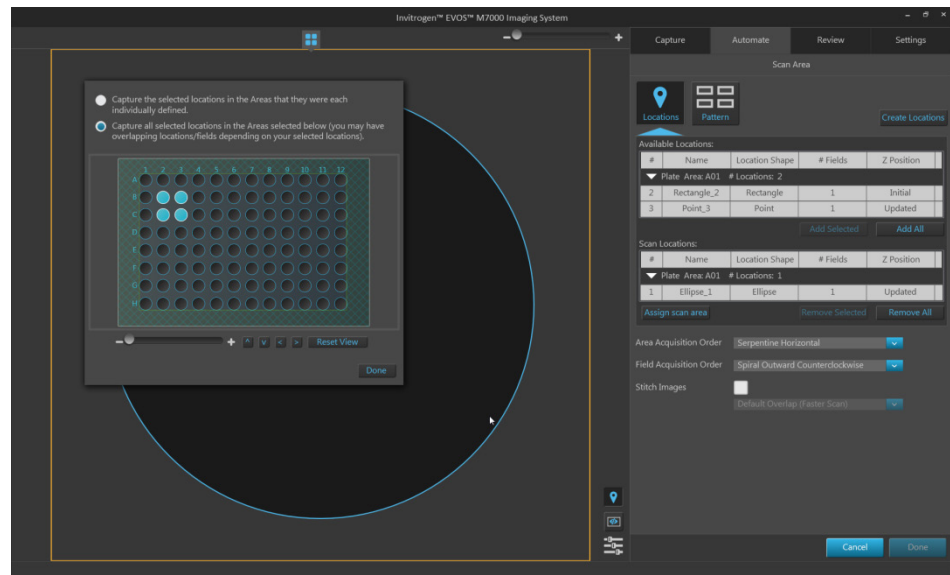 Invitrogen™ EVOS™ M7000 Imaging System
Capture
Automate
Review
Settings
Scan Area
Locations
Pattern
Create Locations
Available Locations:
# Name Location Shape # Fields Z Position
Plate Area: A01 # Locations: 2
2 Rectangle_2 Rectangle 1 Initial
3 Point_3 Point 1 Updated
Add Selected
Add All
Scan Locations:
# Name Location Shape # Fields Z Position
Plate Area: A01 # Locations: 1
1 Ellipse_1 Ellipse 1 Updated
Assign scan area
Remove Selected
Remove All
Area Acquisition Order Serpentine Horizontal
Field Acquisition Order Spiral Outward Counterclockwise
Stitch Images
Default Overlap (Faster Scan)
Cancel
Done
Capture the selected locations in the Areas that they were each
individually defined.
Capture all selected locations in the Areas selected below (you may have
overlapping locations/fields depending on your selected locations).
1 2 3 4 5 6 7 8 9 10 11 12
A
B
C
D
E
F
G
H
Reset View
Done